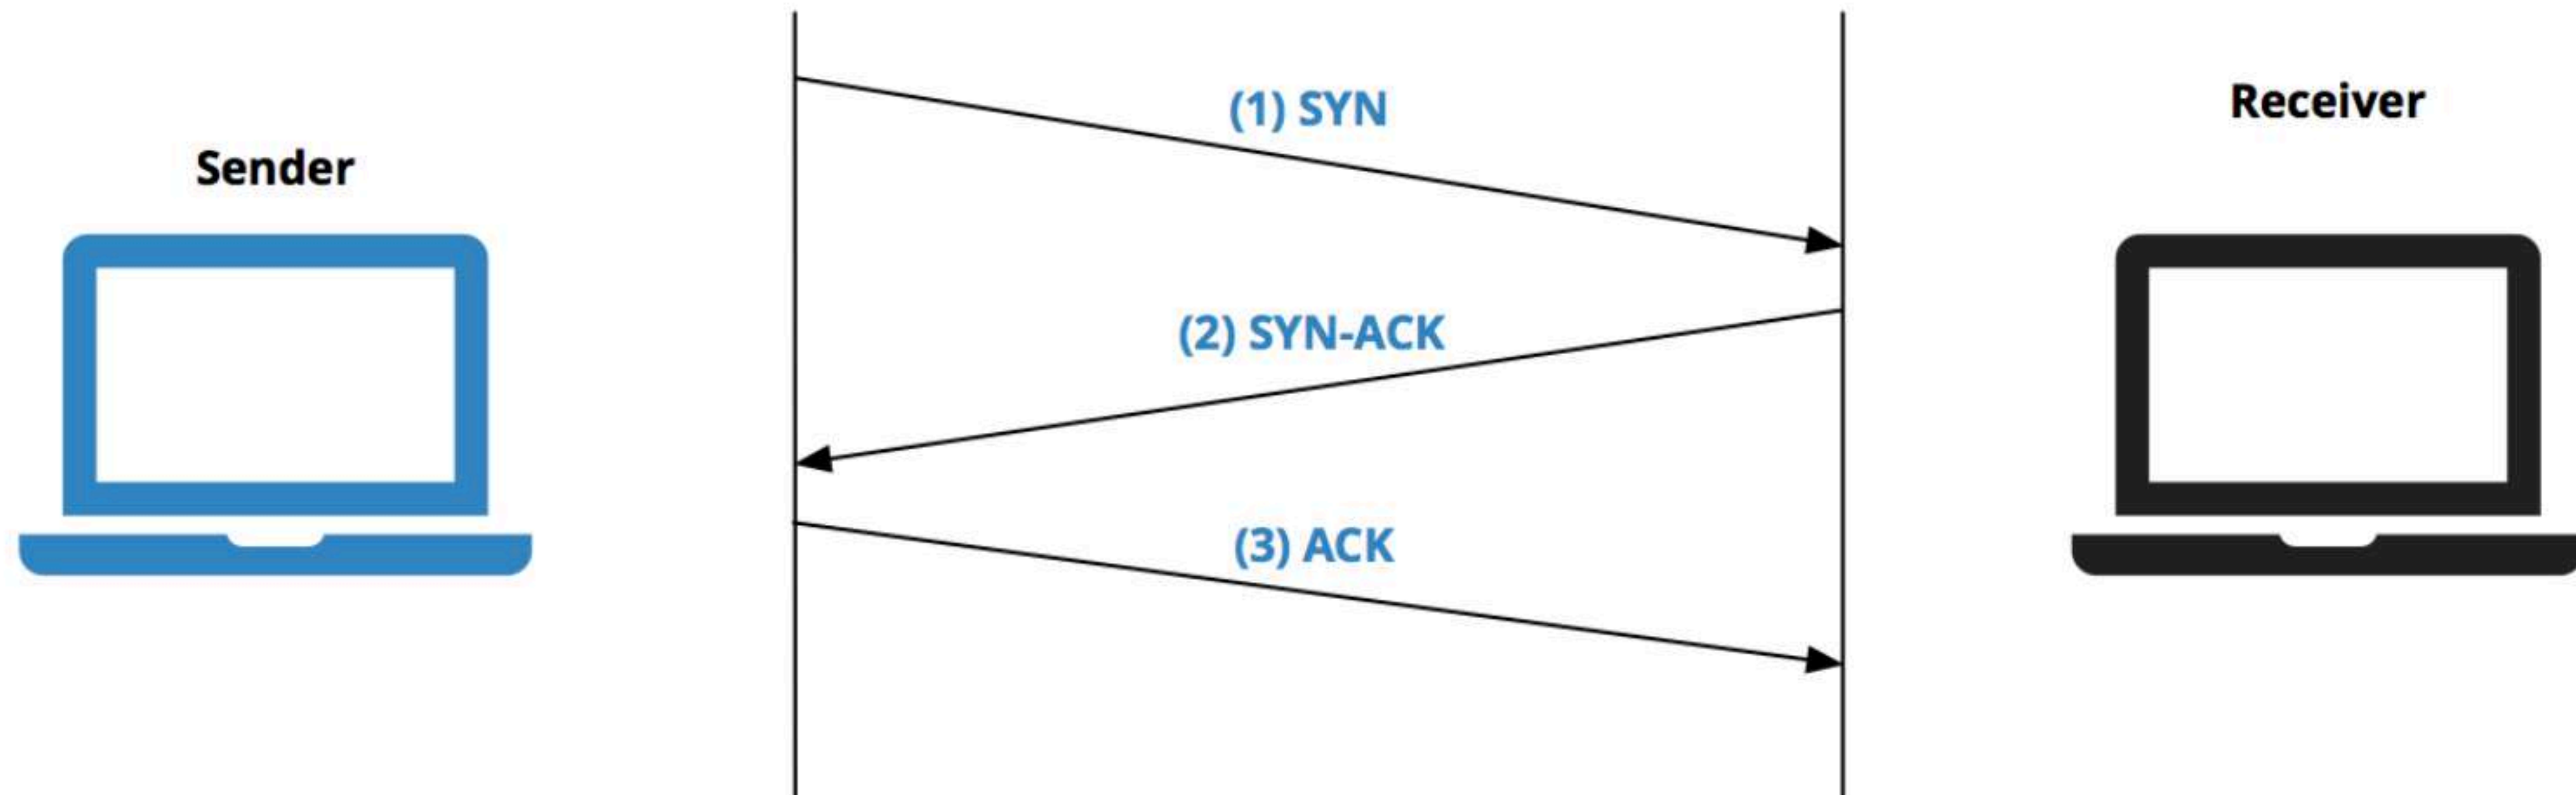 Sender
(1) SYN
(2) SYN-ACK
(3) ACK
Receiver